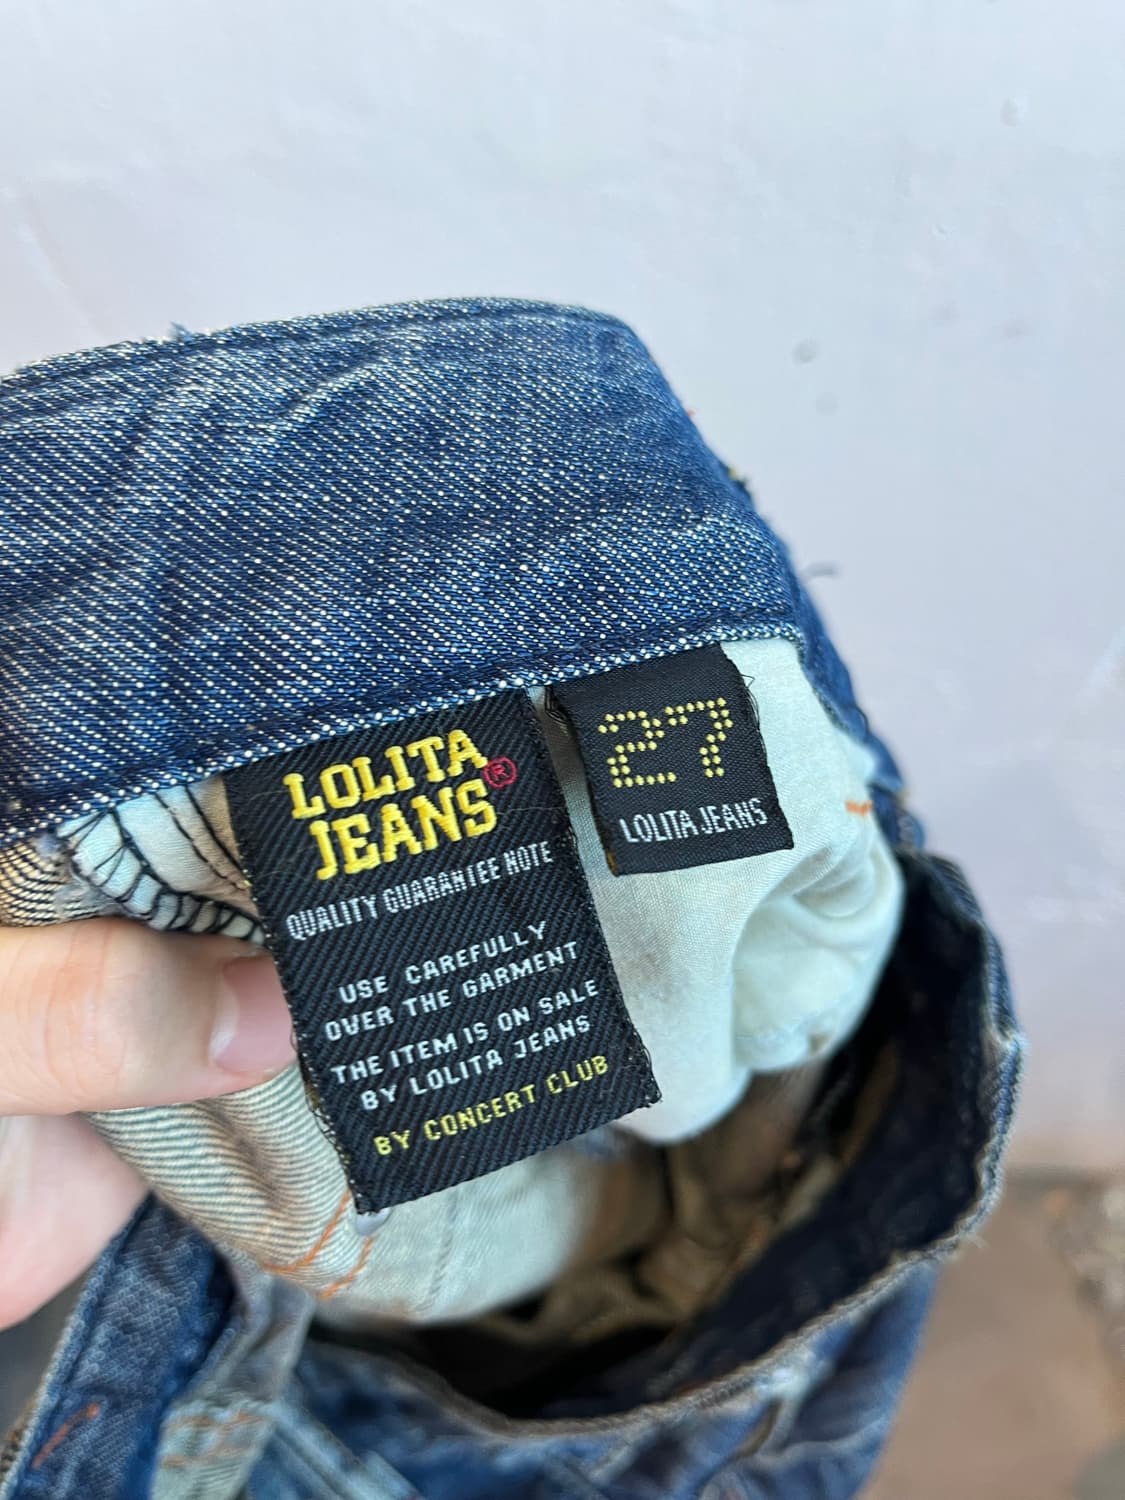 LOLITA
JEANS®
QUALITY GUARANTEE NOTE
USE CAREFULLY
OVER THE GARMENT
THE ITEM IS ON SALE
BY LOLITA JEANS
BY CONCERT CLUB
27
LOLITA JEANS